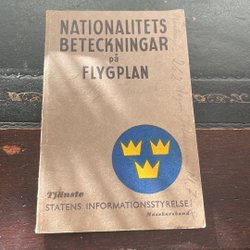 NATIONALITETS
BETECKNINGAR
på
FLYGPLAN
Tjänste
STATENS INFORMATIONSSTYRELSE